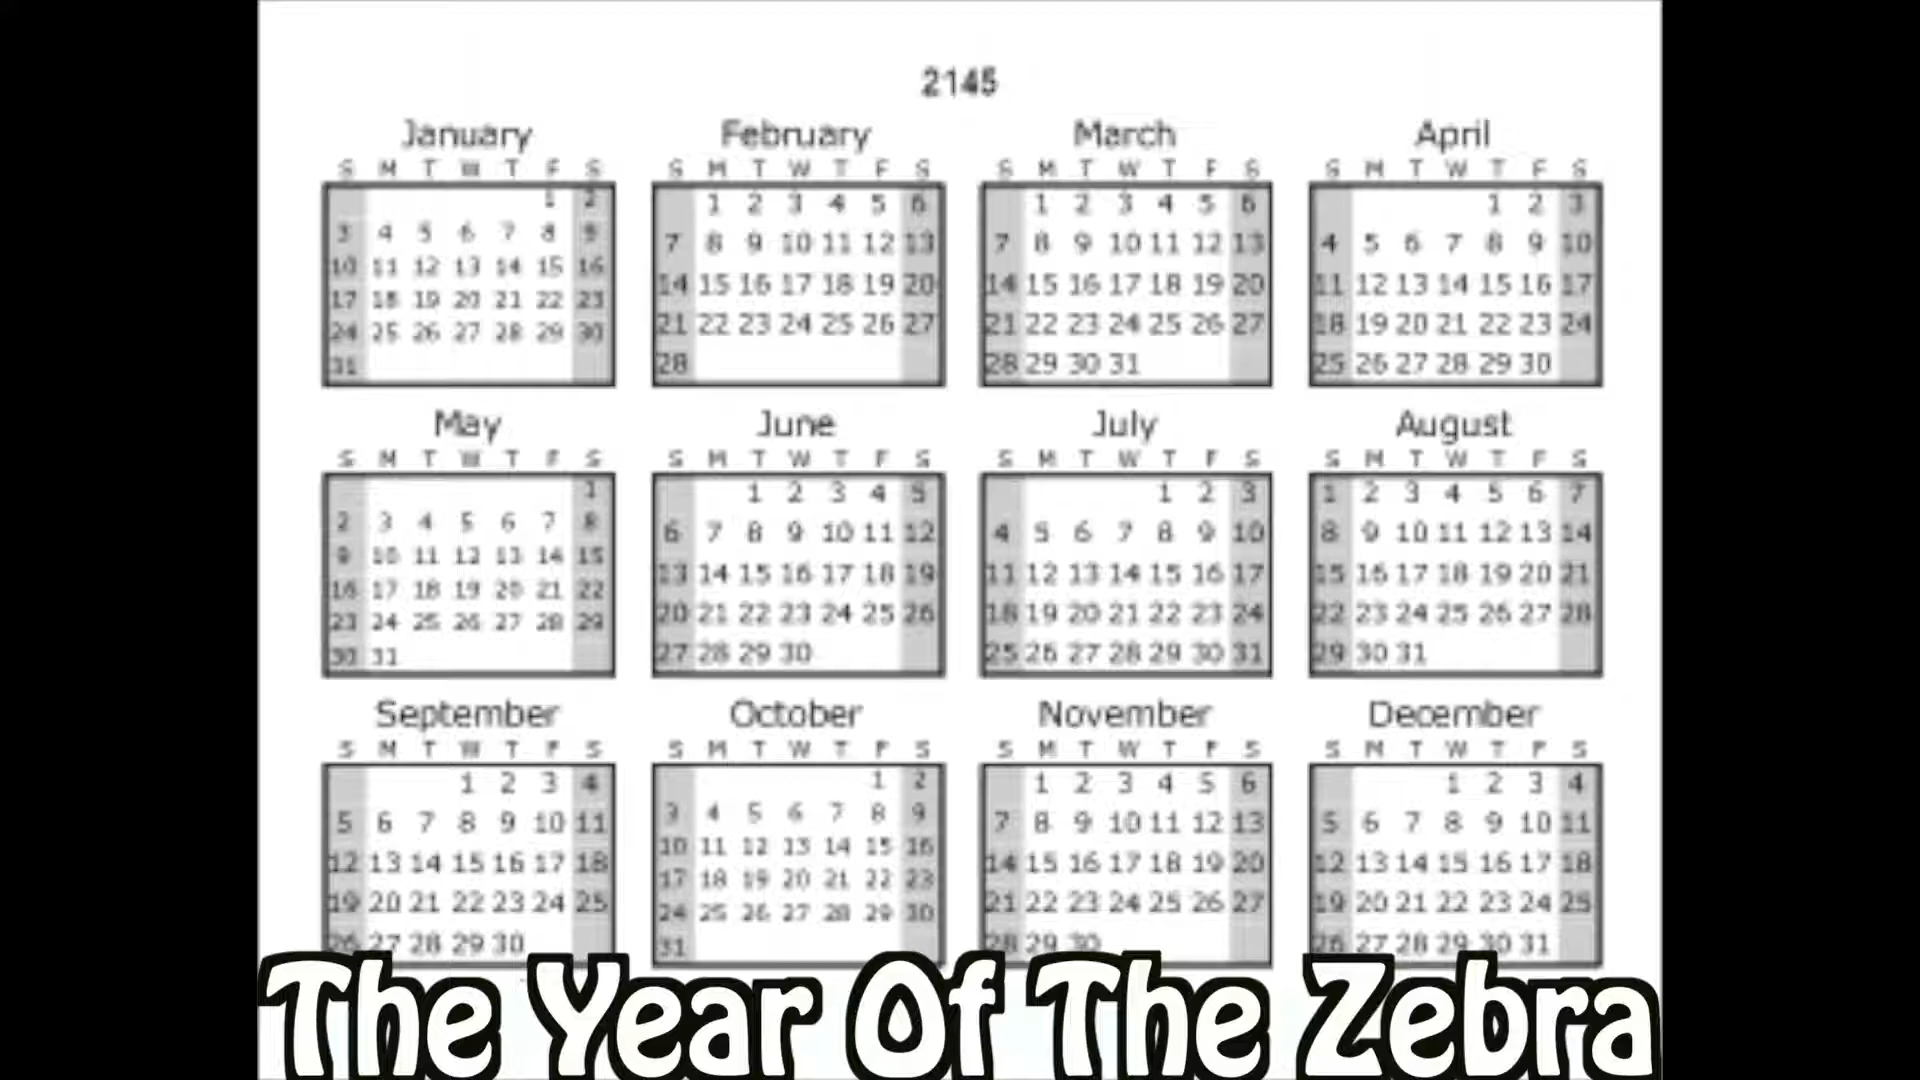 2145
January February March April
S M T W T F S S M T W T F S S M T W T F S S M T W T F S
1 2 1 2 3 4 5 6 1 2 3 4 5 6 1 2 3
3 4 5 6 7 8 9 7 8 9 10 11 12 13 7 8 9 10 11 12 13 4 5 6 7 8 9 10
10 11 12 13 14 15 16 14 15 16 17 18 19 20 14 15 16 17 18 19 20 11 12 13 14 15 16 17
17 18 19 20 21 22 23 21 22 23 24 25 26 27 21 22 23 24 25 26 27 18 19 20 21 22 23 24
24 25 26 27 28 29 30 28 28 29 30 31 25 26 27 28 29 30
31
May June July August
S M T W T F S S M T W T F S S M T W T F S S M T W T F S
1 1 2 3 4 5 1 2 3 1 2 3 4 5 6 7
2 3 4 5 6 7 8 6 7 8 9 10 11 12 4 5 6 7 8 9 10 8 9 10 11 12 13 14
9 10 11 12 13 14 15 13 14 15 16 17 18 19 11 12 13 14 15 16 17 15 16 17 18 19 20 21
16 17 18 19 20 21 22 20 21 22 23 24 25 26 18 19 20 21 22 23 24 22 23 24 25 26 27 28
23 24 25 26 27 28 29 27 28 29 30 25 26 27 28 29 30 31 29 30 31
30 31
September October November December
S M T W T F S S M T W T F S S M T W T F S S M T W T F S
1 2 3 4 1 2 1 2 3 4 5 6 1 2 3 4
5 6 7 8 9 10 11 3 4 5 6 7 8 9 7 8 9 10 11 12 13 5 6 7 8 9 10 11
12 13 14 15 16 17 18 10 11 12 13 14 15 16 14 15 16 17 18 19 20 12 13 14 15 16 17 18
19 20 21 22 23 24 25 17 18 19 20 21 22 23 21 22 23 24 25 26 27 19 20 21 22 23 24 25
26 27 28 29 30 24 25 26 27 28 29 30 28 29 30 26 27 28 29 30 31
31
The Year Of The Zebra